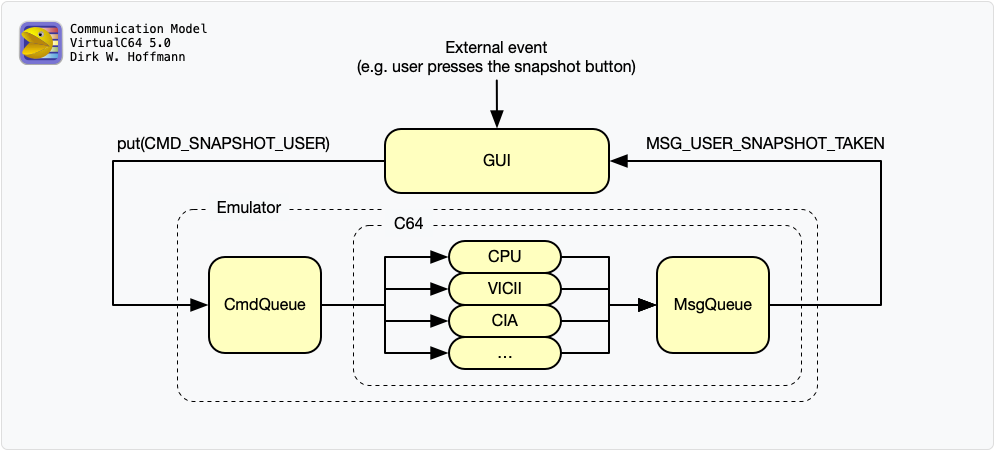 Communication Model
VirtualC64 5.0
Dirk W. Hoffmann
External event
(e.g. user presses the snapshot button)
put(CMD_SNAPSHOT_USER)
GUI
MSG_USER_SNAPSHOT_TAKEN
Emulator
C64
CmdQueue
CPU
VICII
CIA
...
MsgQueue